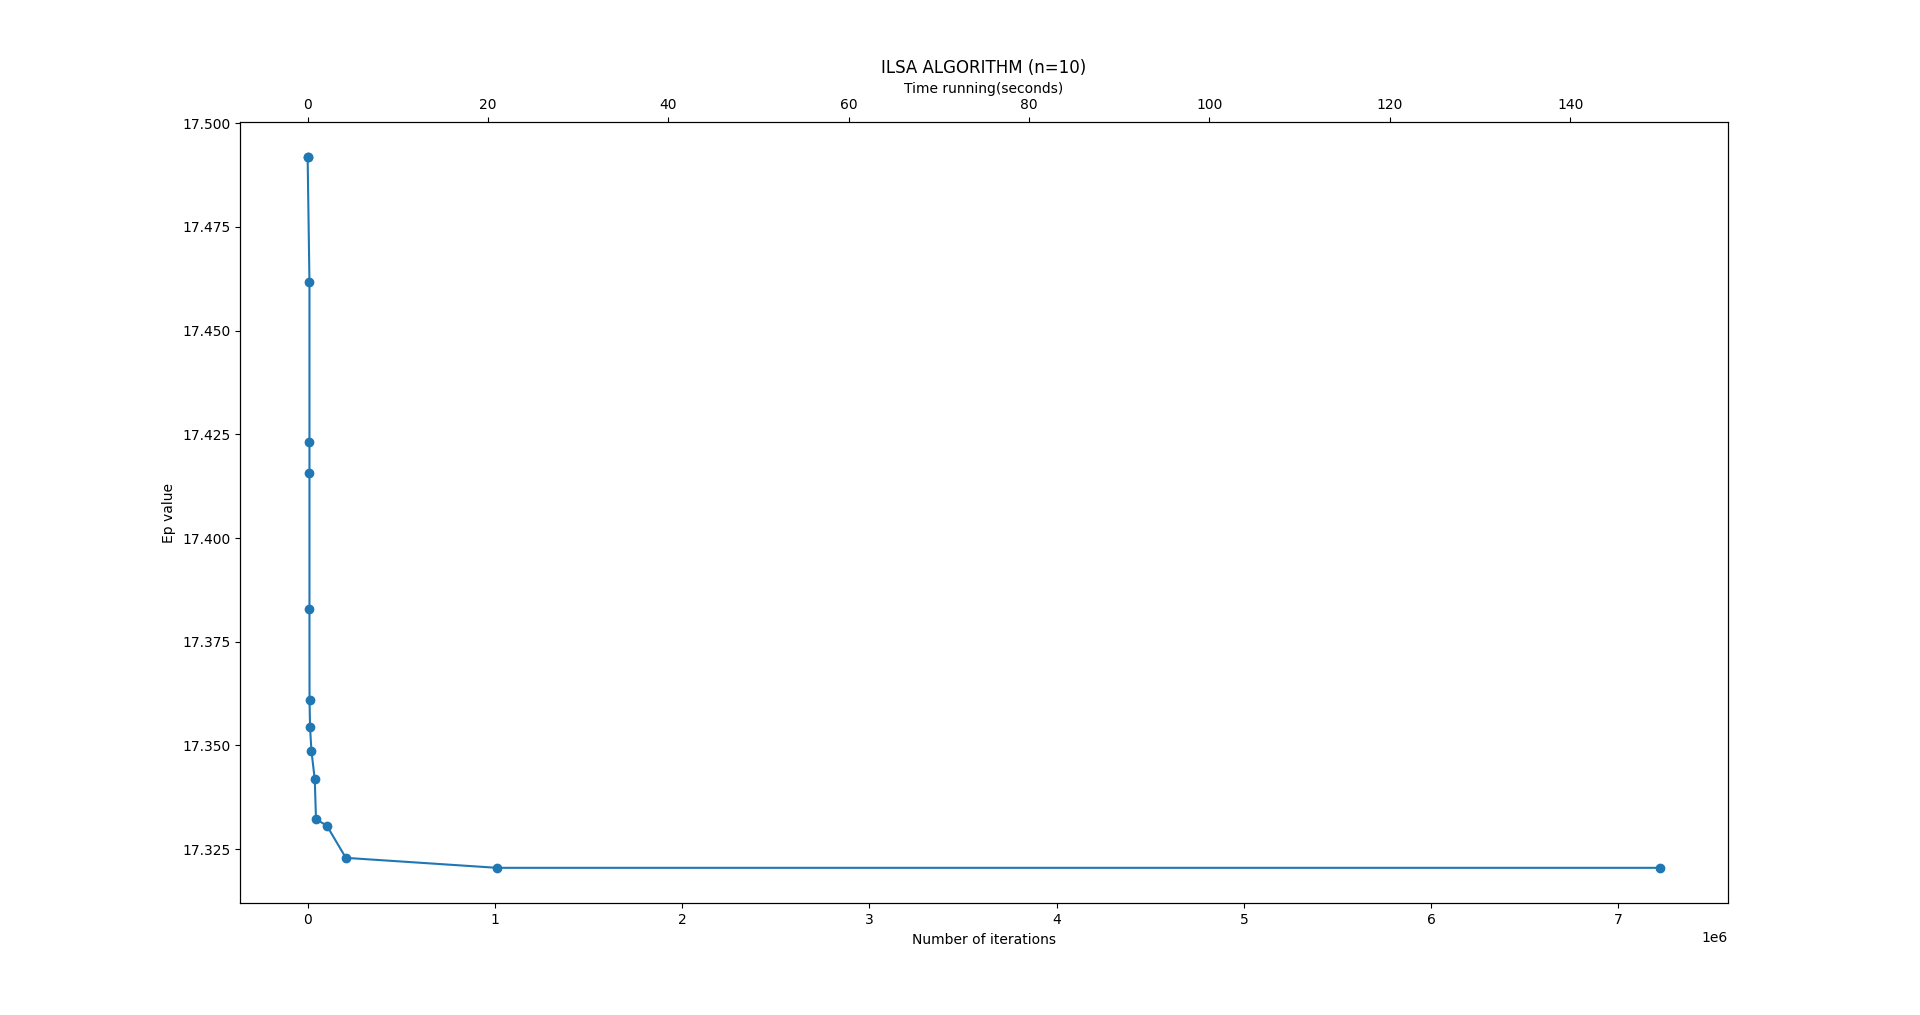 ILSA ALGORITHM (n=10)
Time running(seconds)
0 20 40 60 80 100 120 140
17.500
17.475
17.450
17.425
17.400
17.375
17.350
17.325
Ep value
0 1 2 3 4 5 6 7
Number of iterations
1e6